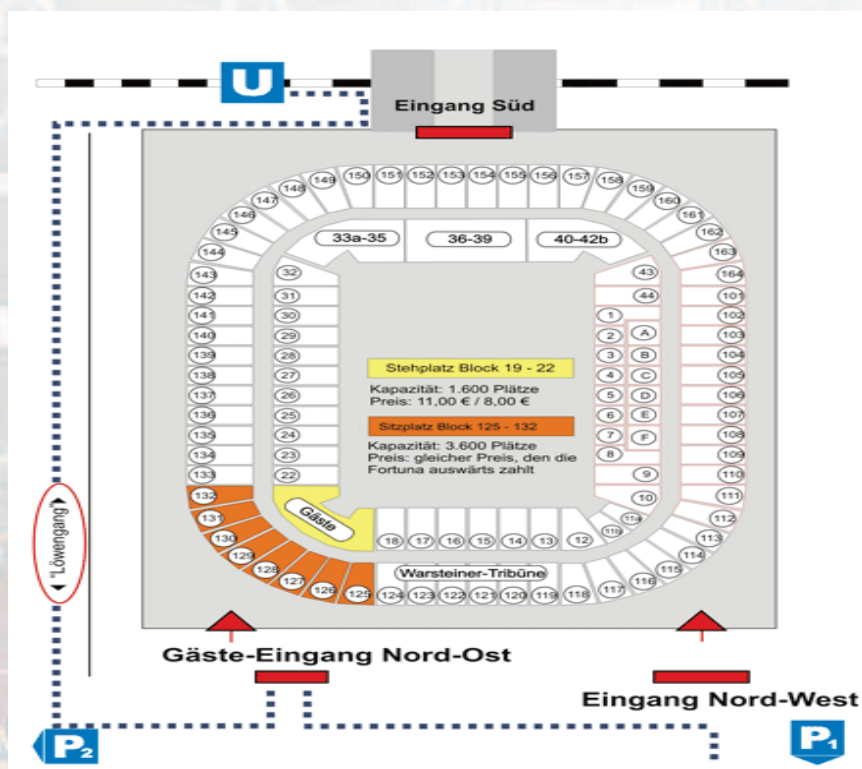 U
Eingang Süd
150 151 152 153 154 155 156 157
149 158
148 159
147 160
146 161
145 162
144 163
33a-35 36-39 40-42b
143 32 43 164
142 31 44 101
141 30 1 102
140 29 2 A 103
139 28 3 B 104
138 27 4 C 105
137 26 5 D 106
136 25 6 E 107
135 24 7 F 108
134 23 8 109
133 22 9 110
Stehplatz Block 19 - 22
Kapazität: 1.600 Plätze
Preis: 11,00 € / 8,00 €
Sitzplatz Block 125 - 132
Kapazität: 3.600 Plätze
Preis: gleicher Preis, den die
Fortuna auswärts zahlt
132 10 111
131 Gäste 11a 112
130 18 17 16 15 14 13 12 11b 113
129 114
128 Warsteiner-Tribüne 115
127 116
126 117
125 124 123 122 121 120 119 118
"Löwengang"
Gäste-Eingang Nord-Ost
Eingang Nord-West
P2
P1